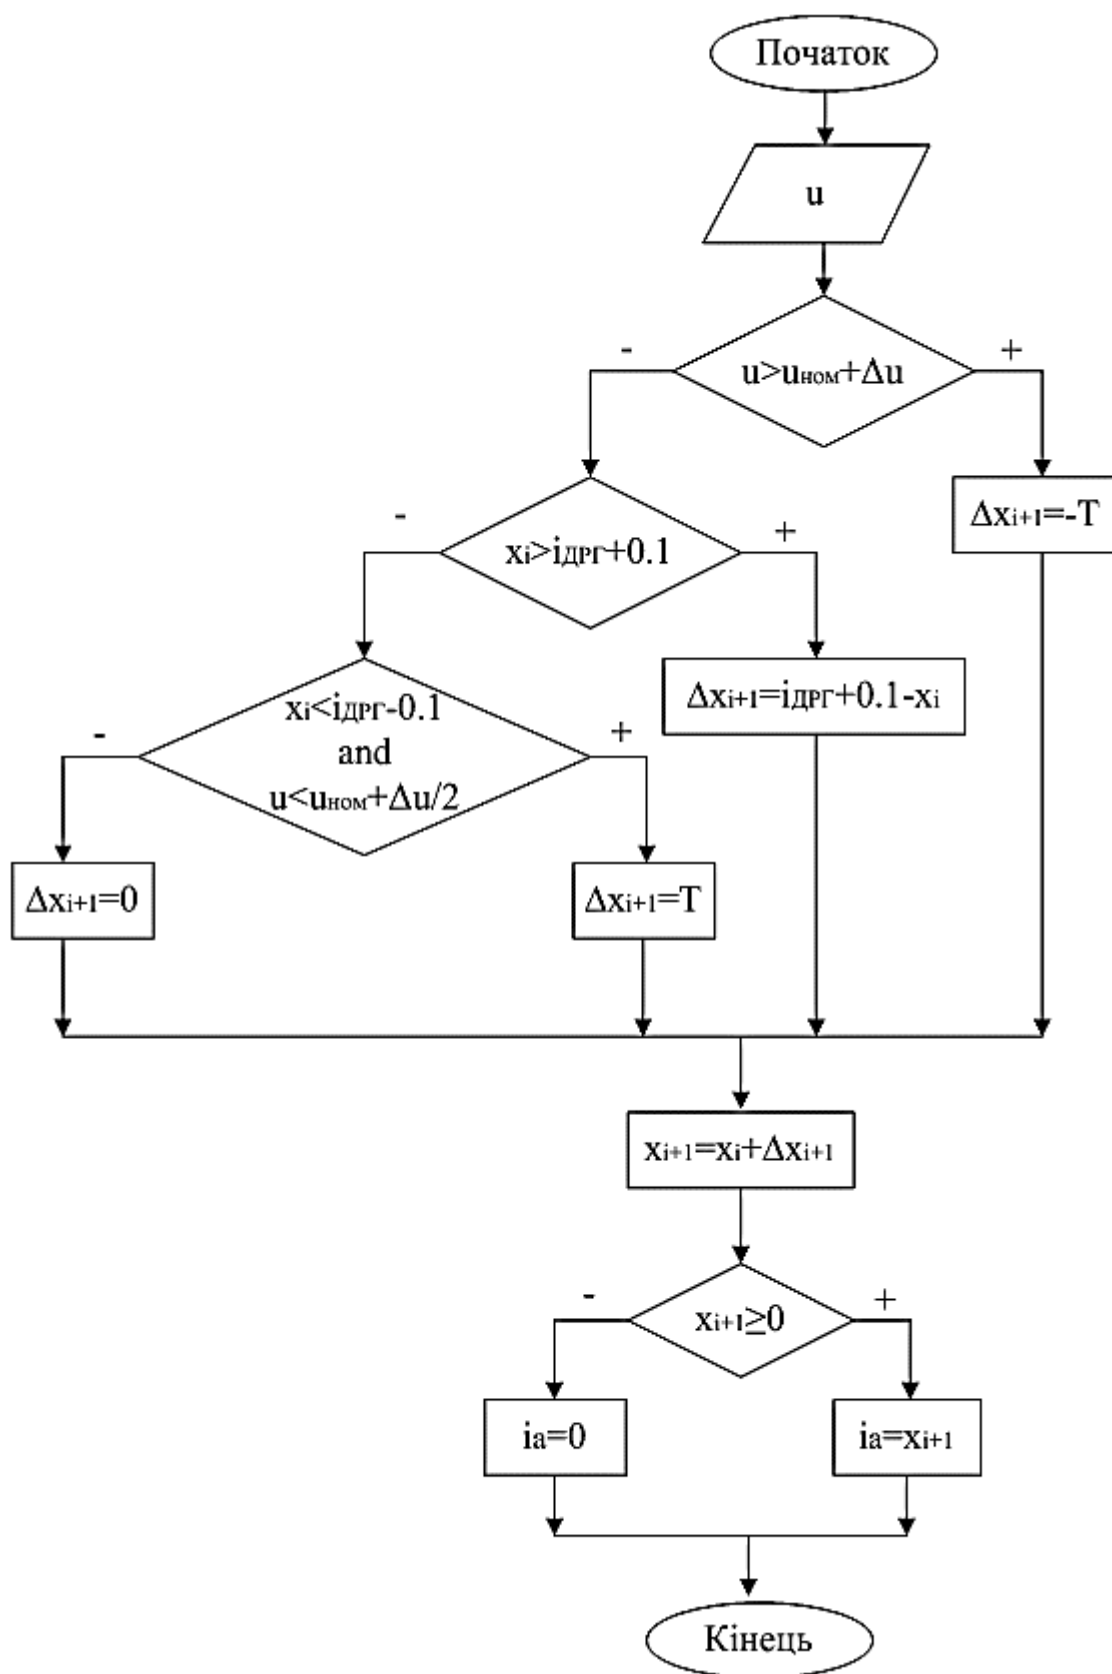 Початок
u
u>uном+Δu
-
+
Δxi+1=-T
xi>iДРГ+0.1
-
+
Δxi+1=iДРГ+0.1-xi
xi<iДРГ-0.1
and
u<uном+Δu/2
-
+
Δxi+1=0
Δxi+1=T
xi+1=xi+Δxi+1
xi+1≥0
-
+
ia=0
ia=xi+1
Кінець